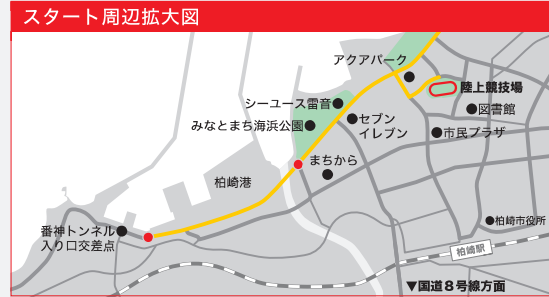 スタート周辺拡大図
アクアパーク
陸上競技場
シーユース雷音
図書館
みなとまち海浜公園
セブン
イレブン
市民プラザ
まちから
柏崎港
柏崎市役所
番神トンネル
入り口交差点
柏崎駅
▼国道8号線方面